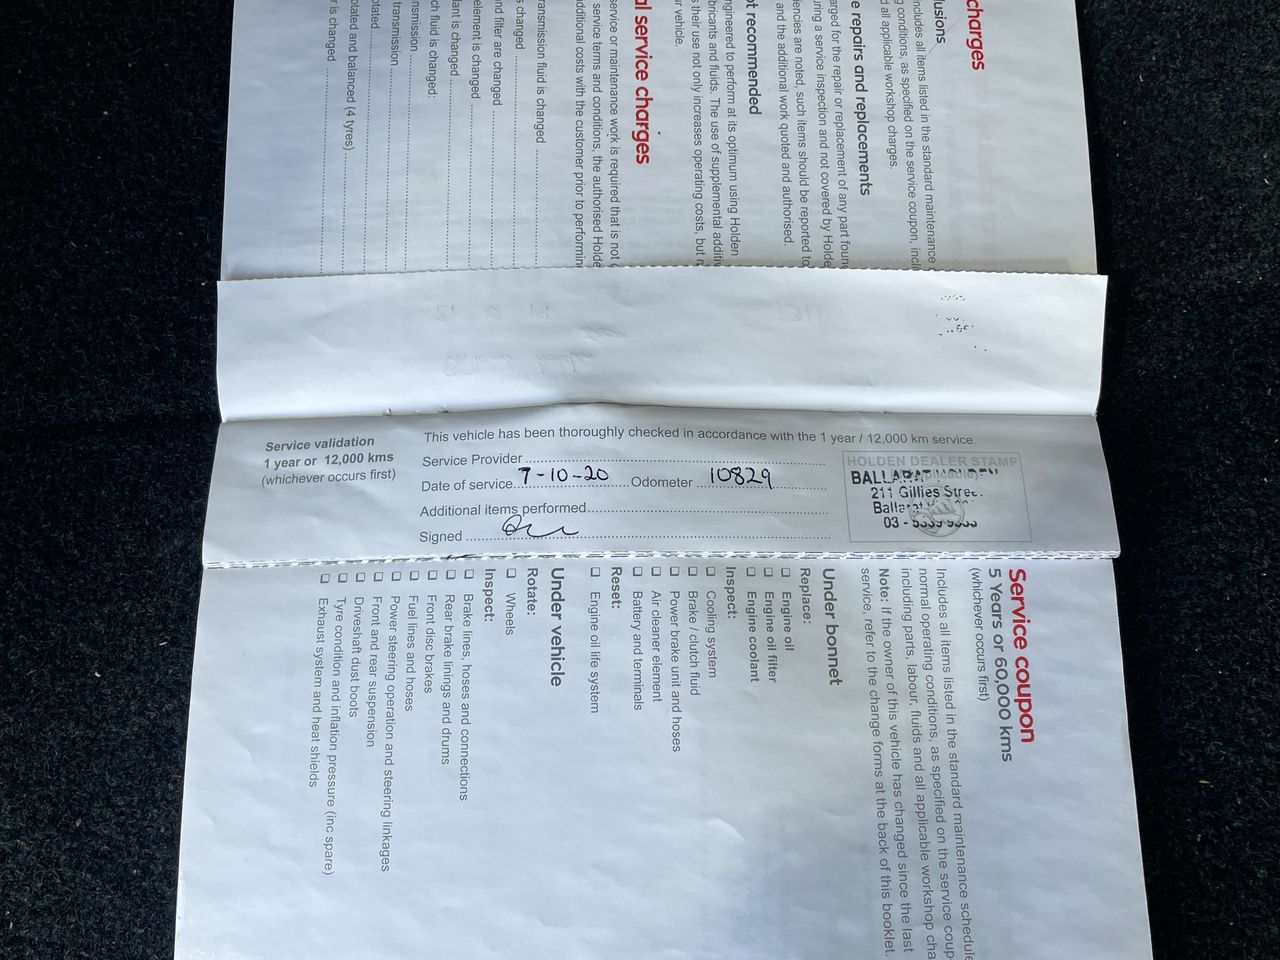 charges
lusions
includes all items listed in the standard maintenance
g conditions, as specified on the service coupon, incl
d all applicable workshop charges.
e repairs and replacements
arged for the repair or replacement of any part foun
uring a service inspection and not covered by Holde
encies are noted, such items should be reported to
and the additional work quoted and authorised.
ot recommended
ngineered to perform at its optimum using Holden
bricants and fluids. The use of supplemental additi
s their use not only increases operating costs, but
ur vehicle.
al service charges
service or maintenance work is required that is not
service terms and conditions, the authorised Holde
dditional costs with the customer prior to performin
ransmission fluid is changed
s changed
nd filter are changed
element is changed
lant is changed
ch fluid is changed:
nsmission
transmission
otated
otated and balanced (4 tyres)
r is changed
Service validation
1 year or 12,000 kms
(whichever occurs first)
This vehicle has been thoroughly checked in accordance with the 1 year / 12,000 km service.
Service Provider
Date of service 7-10-20 Odometer 10829
Additional items performed
Signed
HOLDEN DEALER STAMP
BALLARAT
211 Gillies Stree
03 -
Service coupon
5 Years or 60,000 kms
(whichever occurs first)
Includes all items listed in the standard maintenance schedule
normal operating conditions, as specified on the service coup
including parts, labour, fluids and all applicable workshop cha
Note: If the owner of this vehicle has changed since the last
service, refer to the change forms at the back of this booklet.
Under bonnet
Replace:
Engine oil
Engine oil filter
Engine coolant
Inspect:
Cooling system
Brake / clutch fluid
Power brake unit and hoses
Air cleaner element
Battery and terminals
Reset:
Engine oil life system
Under vehicle
Rotate:
Wheels
Inspect:
Brake lines, hoses and connections
Rear brake linings and drums
Front disc brakes
Fuel lines and hoses
Power steering operation and steering linkages
Front and rear suspension
Driveshaft dust boots
Tyre condition and inflation pressure (inc spare)
Exhaust system and heat shields